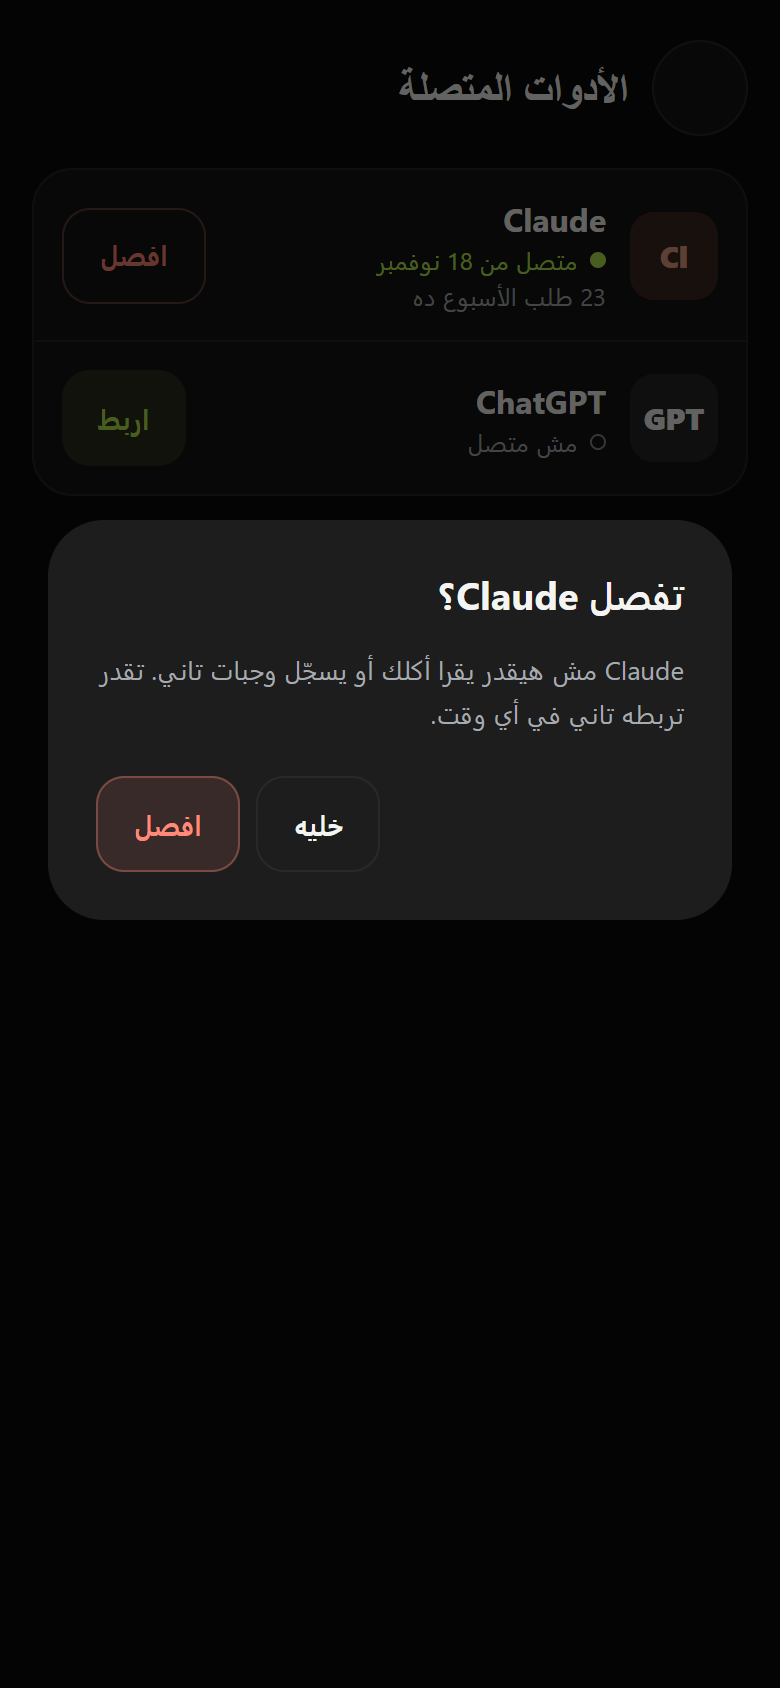 الأدوات المتصلة
Cl
Claude
متصل من 18 نوفمبر
23 طلب الأسبوع ده
افصل
GPT
ChatGPT
مش متصل
اربط
تفصل Claude؟
Claude مش هيقدر يقرا أكلك أو يسجّل وجبات تاني. تقدر
تربطه تاني في أي وقت.
خليه
افصل